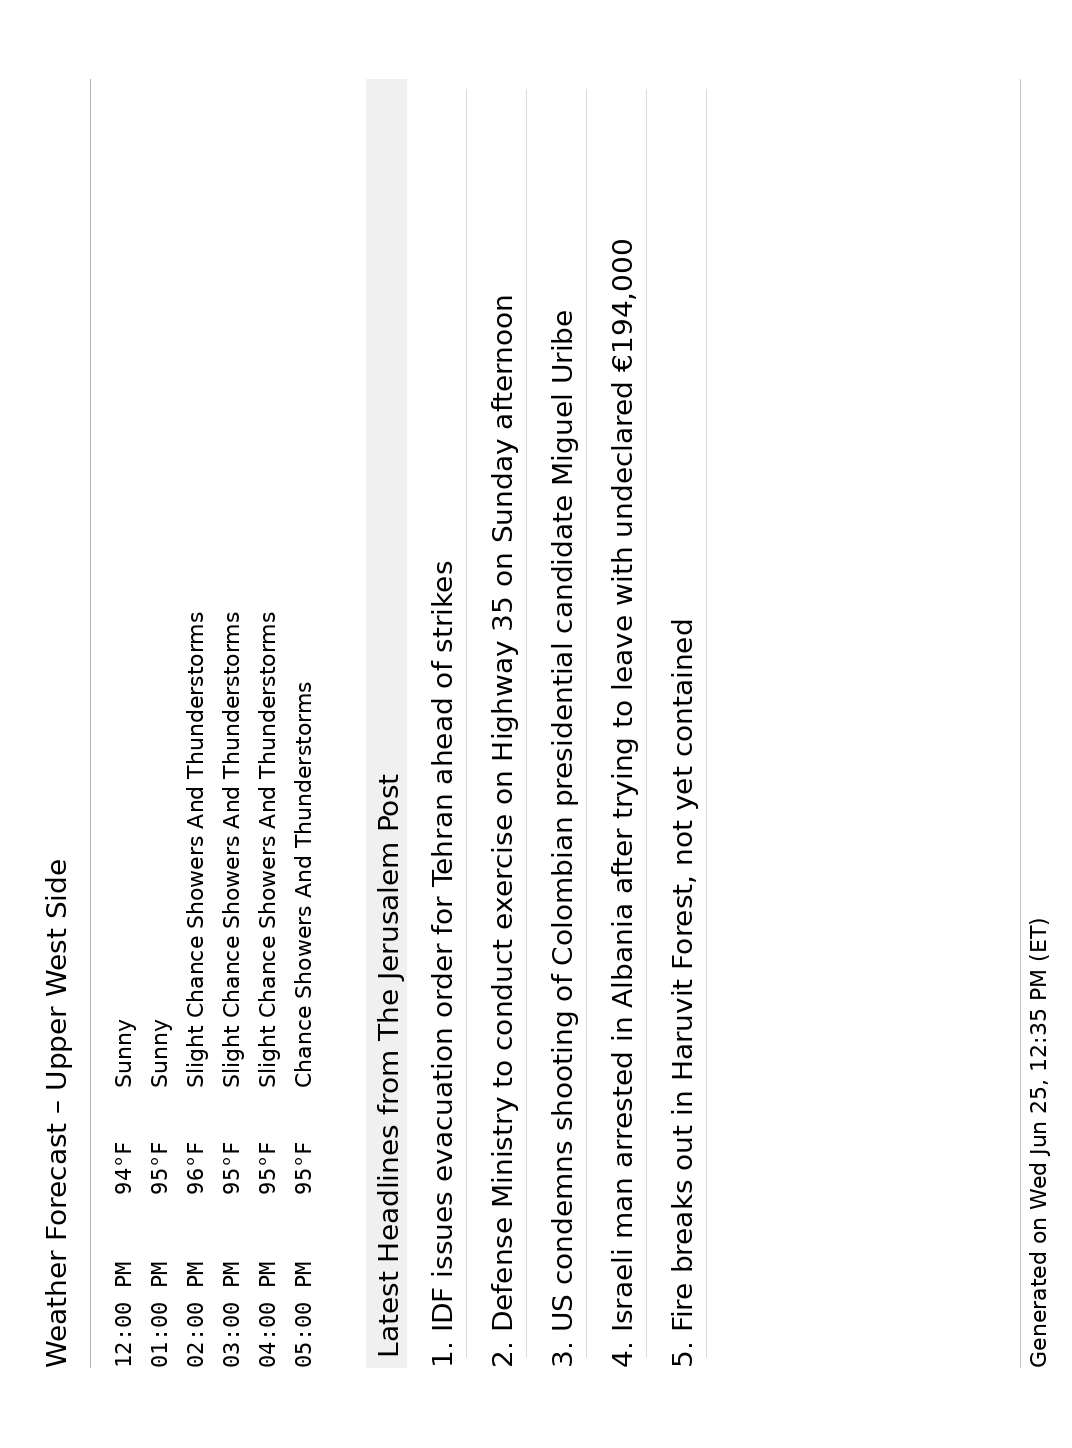 Weather Forecast – Upper West Side
12:00 PM 94°F Sunny
01:00 PM 95°F Sunny
02:00 PM 96°F Slight Chance Showers And Thunderstorms
03:00 PM 95°F Slight Chance Showers And Thunderstorms
04:00 PM 95°F Slight Chance Showers And Thunderstorms
05:00 PM 95°F Chance Showers And Thunderstorms
Latest Headlines from The Jerusalem Post
1. IDF issues evacuation order for Tehran ahead of strikes
2. Defense Ministry to conduct exercise on Highway 35 on Sunday afternoon
3. US condemns shooting of Colombian presidential candidate Miguel Uribe
4. Israeli man arrested in Albania after trying to leave with undeclared €194,000
5. Fire breaks out in Haruvit Forest, not yet contained
Generated on Wed Jun 25, 12:35 PM (ET)